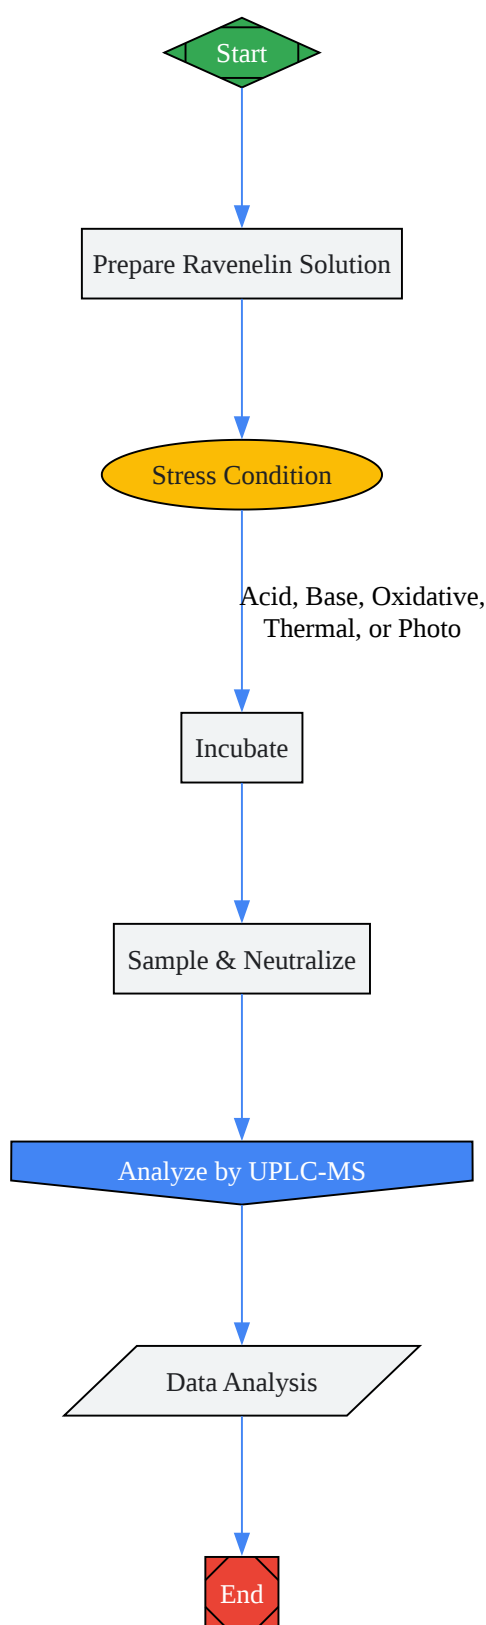 Start
Prepare Ravenelin Solution
Stress Condition
Acid, Base, Oxidative,
Thermal, or Photo
Incubate
Sample & Neutralize
Analyze by UPLC-MS
Data Analysis
End